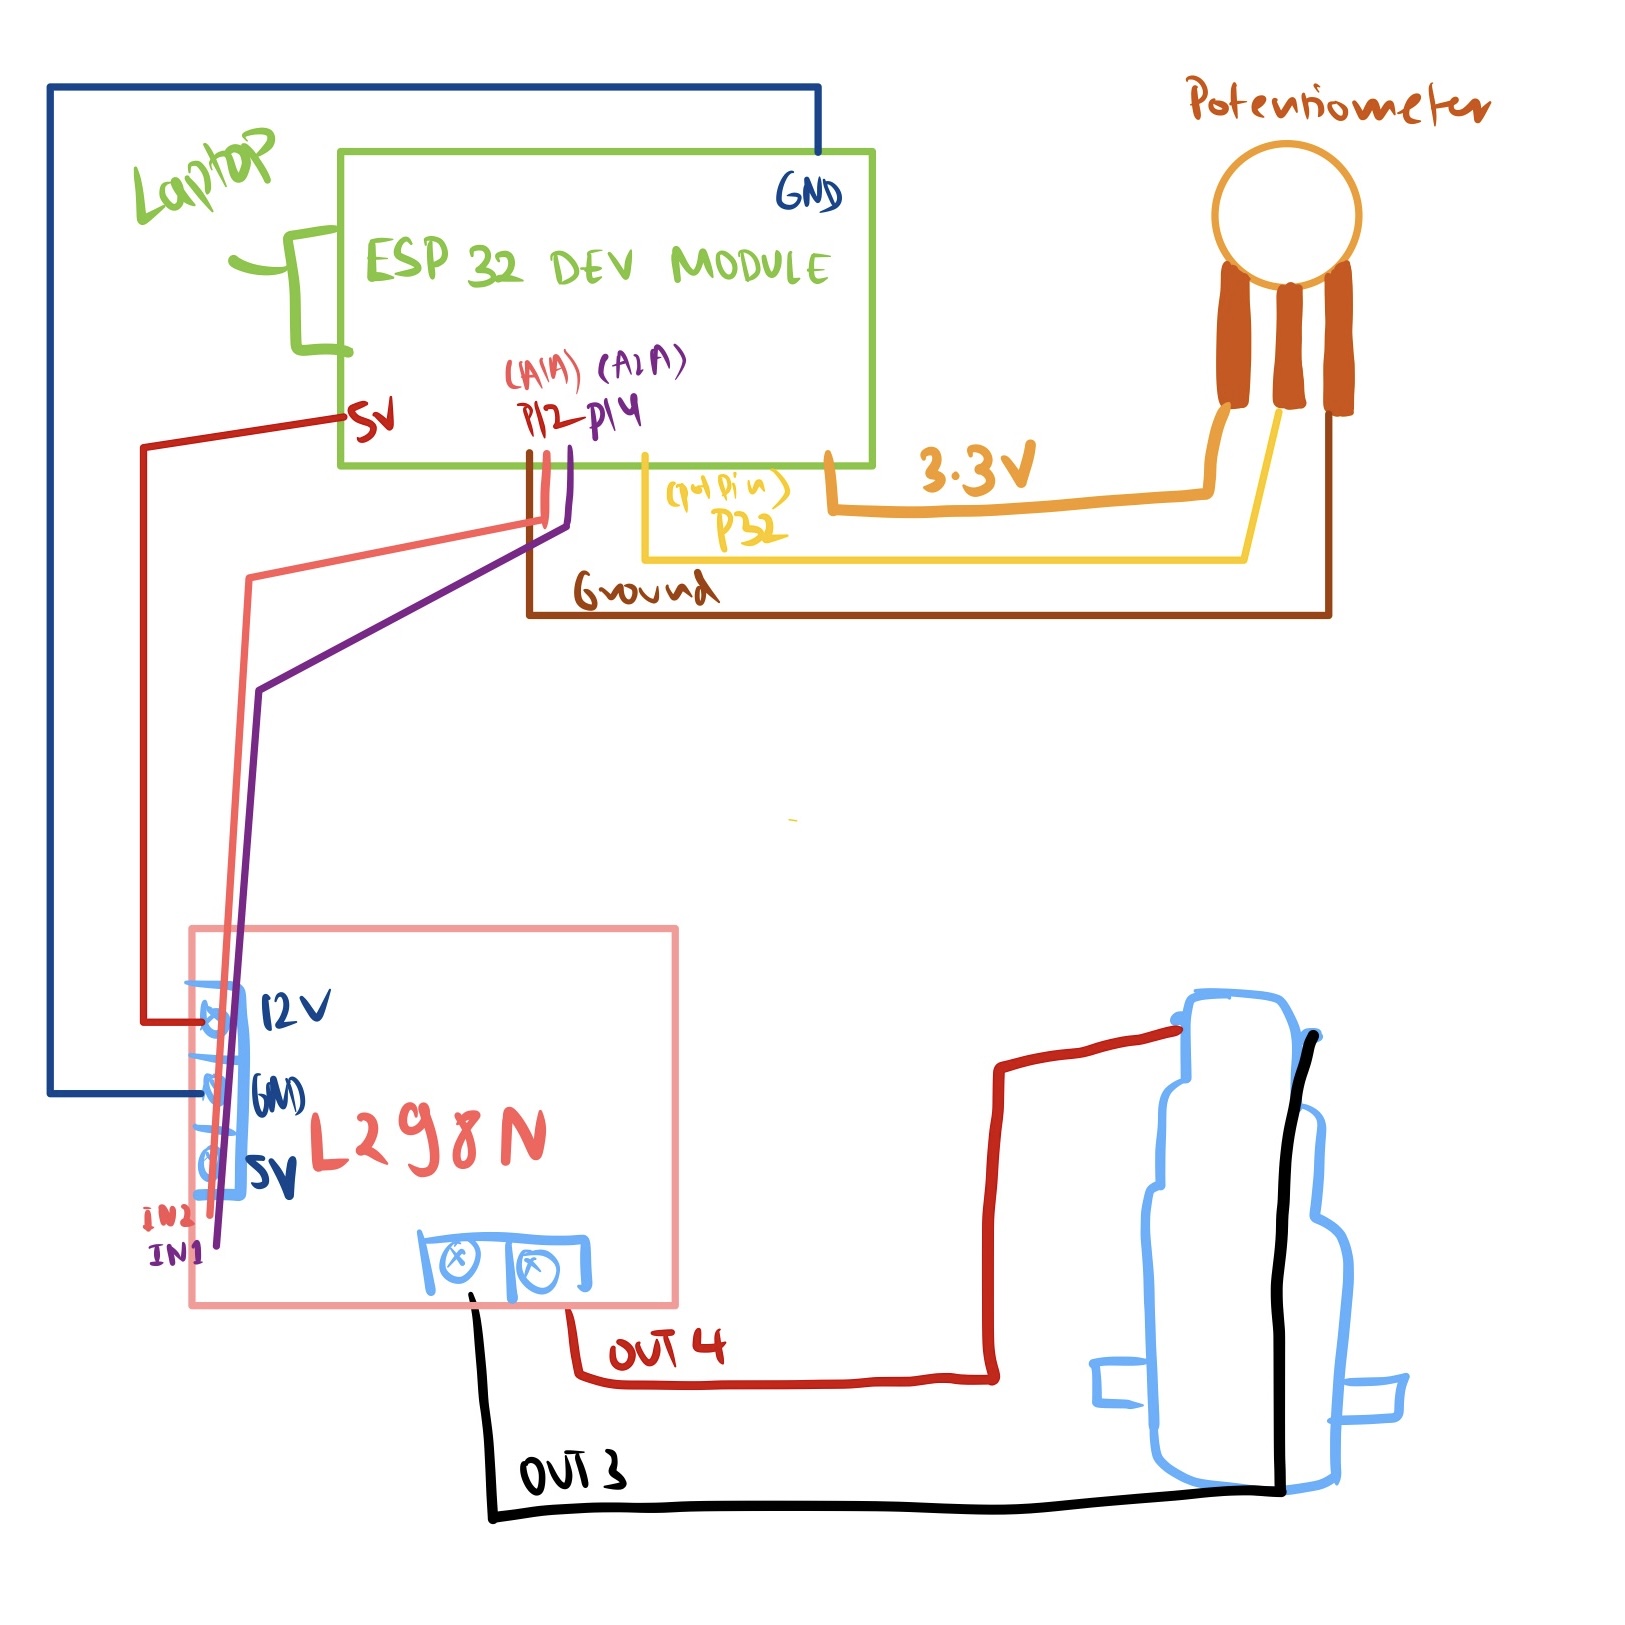 Potentiometer
Laptop
GND
ESP 32 DEV MODULE
(A1A) (A2A)
5V
P12 P14
3.3V
(pot pin)
P32
Ground
12V
GND
L298N
5V
IN2
IN1
OUT 4
OUT 3